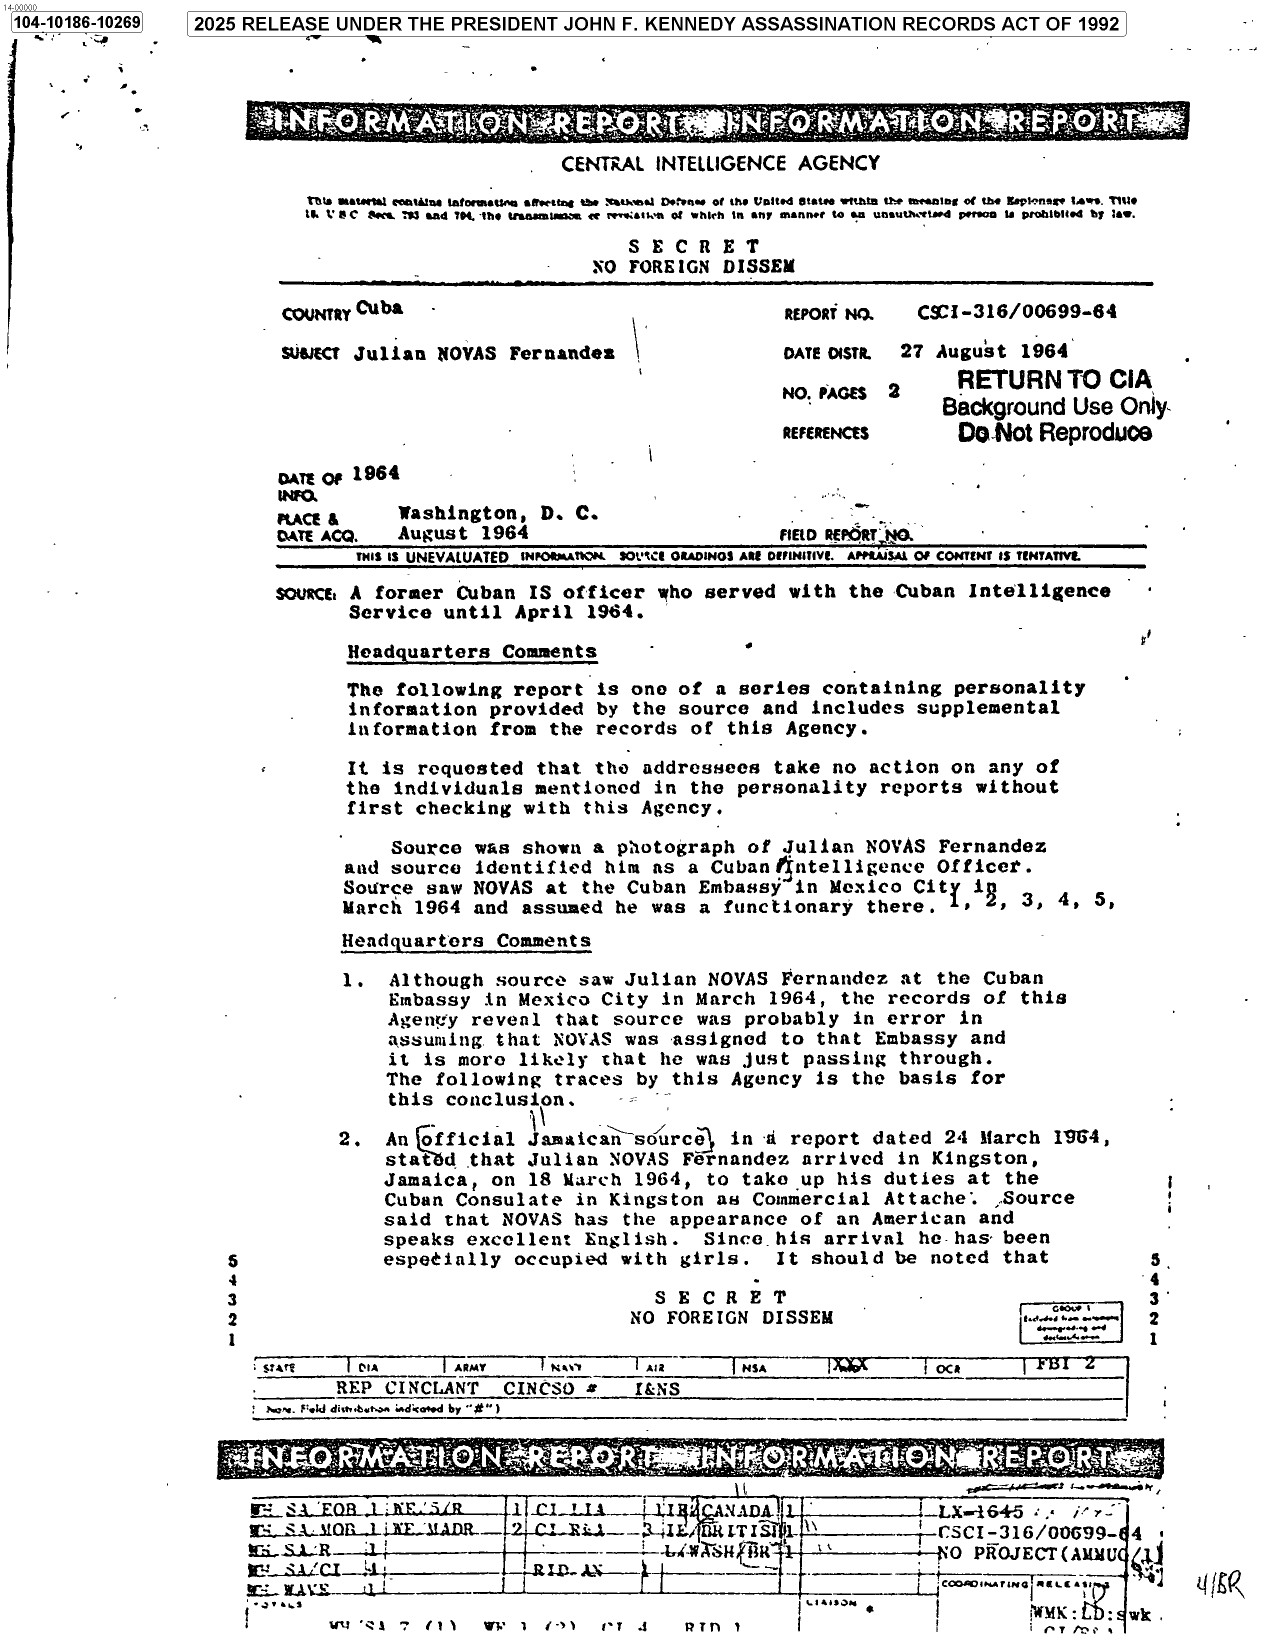 14-00000
104-10186-10269
2025 RELEASE UNDER THE PRESIDENT JOHN F. KENNEDY ASSASSINATION RECORDS ACT OF 1992
INFORMATION REPORT INFORMATION REPORT
CENTRAL INTELLIGENCE AGENCY
This material contains information affecting the National Defense of the United States within the meaning of the Espionage Laws, Title
18, U S C Secs. 793 and 794, the transmission or revelation of which in any manner to an unauthorized person is prohibited by law.
S E C R E T
NO FOREIGN DISSEM
COUNTRY Cuba
REPORT NO. CSCI-316/00699-64
SUBJECT Julian NOVAS Fernandez
DATE DISTR. 27 August 1964
NO. PAGES 2
RETURN TO CIA
Background Use Only
Do Not Reproduce
REFERENCES
DATE OF INFO. 1964
PLACE & DATE ACQ. Washington, D. C.
August 1964
FIELD REPORT NO.
THIS IS UNEVALUATED INFORMATION. SOURCE GRADINGS ARE DEFINITIVE. APPRAISAL OF CONTENT IS TENTATIVE.
SOURCE: A former Cuban IS officer who served with the Cuban Intelligence
Service until April 1964.
Headquarters Comments
The following report is one of a series containing personality
information provided by the source and includes supplemental
information from the records of this Agency.
It is requested that the addressees take no action on any of
the individuals mentioned in the personality reports without
first checking with this Agency.
Source was shown a photograph of Julian NOVAS Fernandez
and source identified him as a Cuban Intelligence Officer.
Source saw NOVAS at the Cuban Embassy in Mexico City in
March 1964 and assumed he was a functionary there. 1, 2, 3, 4, 5,
Headquarters Comments
1. Although source saw Julian NOVAS Fernandez at the Cuban
Embassy in Mexico City in March 1964, the records of this
Agency reveal that source was probably in error in
assuming that NOVAS was assigned to that Embassy and
it is more likely that he was just passing through.
The following traces by this Agency is the basis for
this conclusion.
2. An official Jamaican source, in a report dated 24 March 1964,
stated that Julian NOVAS Fernandez arrived in Kingston,
Jamaica, on 18 March 1964, to take up his duties at the
Cuban Consulate in Kingston as Commercial Attache. Source
said that NOVAS has the appearance of an American and
speaks excellent English. Since his arrival he has been
especially occupied with girls. It should be noted that
5 5
4 4
3 3
2 2
1 1
S E C R E T
NO FOREIGN DISSEM
GROUP 1
Excluded from automatic
downgrading and
declassification
STATE DIA ARMY NAVY AIR NSA XXX OCR FBI 2
REP CINCLANT CINCSO # I&NS
Note. Field distribution indicated by "#")
INFORMATION REPORT INFORMATION REPORT
WH SA EOB 1 WE/5/R 1 CI LIA 1 CANADA 1 LX-1645
SA MOB 1 WE MADR 2 CI R&A 3 BRITISH 1 CSCI-316/00699-64
SA/R 1 L/WASH/BR 1 NO PROJECT (AMMUG/1)
SA/CI 4 RID AN 1
WAVE 1
COORDINATING RELEASING
TOTALS
LIAISON
WMK:LD:swk
4/BR